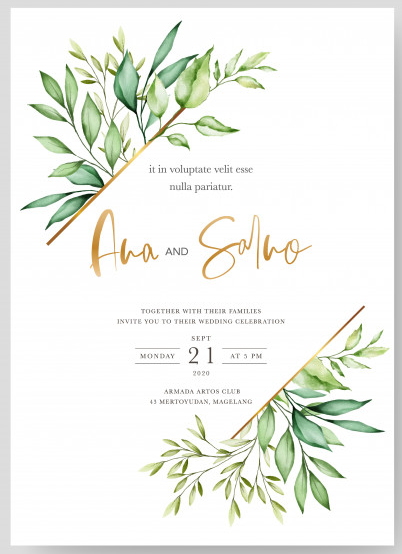 it in voluptate velit esse
nulla pariatur.
Ana AND Salno
TOGETHER WITH THEIR FAMILIES
INVITE YOU TO THEIR WEDDING CELEBRATION
SEPT
MONDAY 21 AT 5 PM
2020
ARMADA ARTOS CLUB
43 MERTOYUDAN, MAGELANG